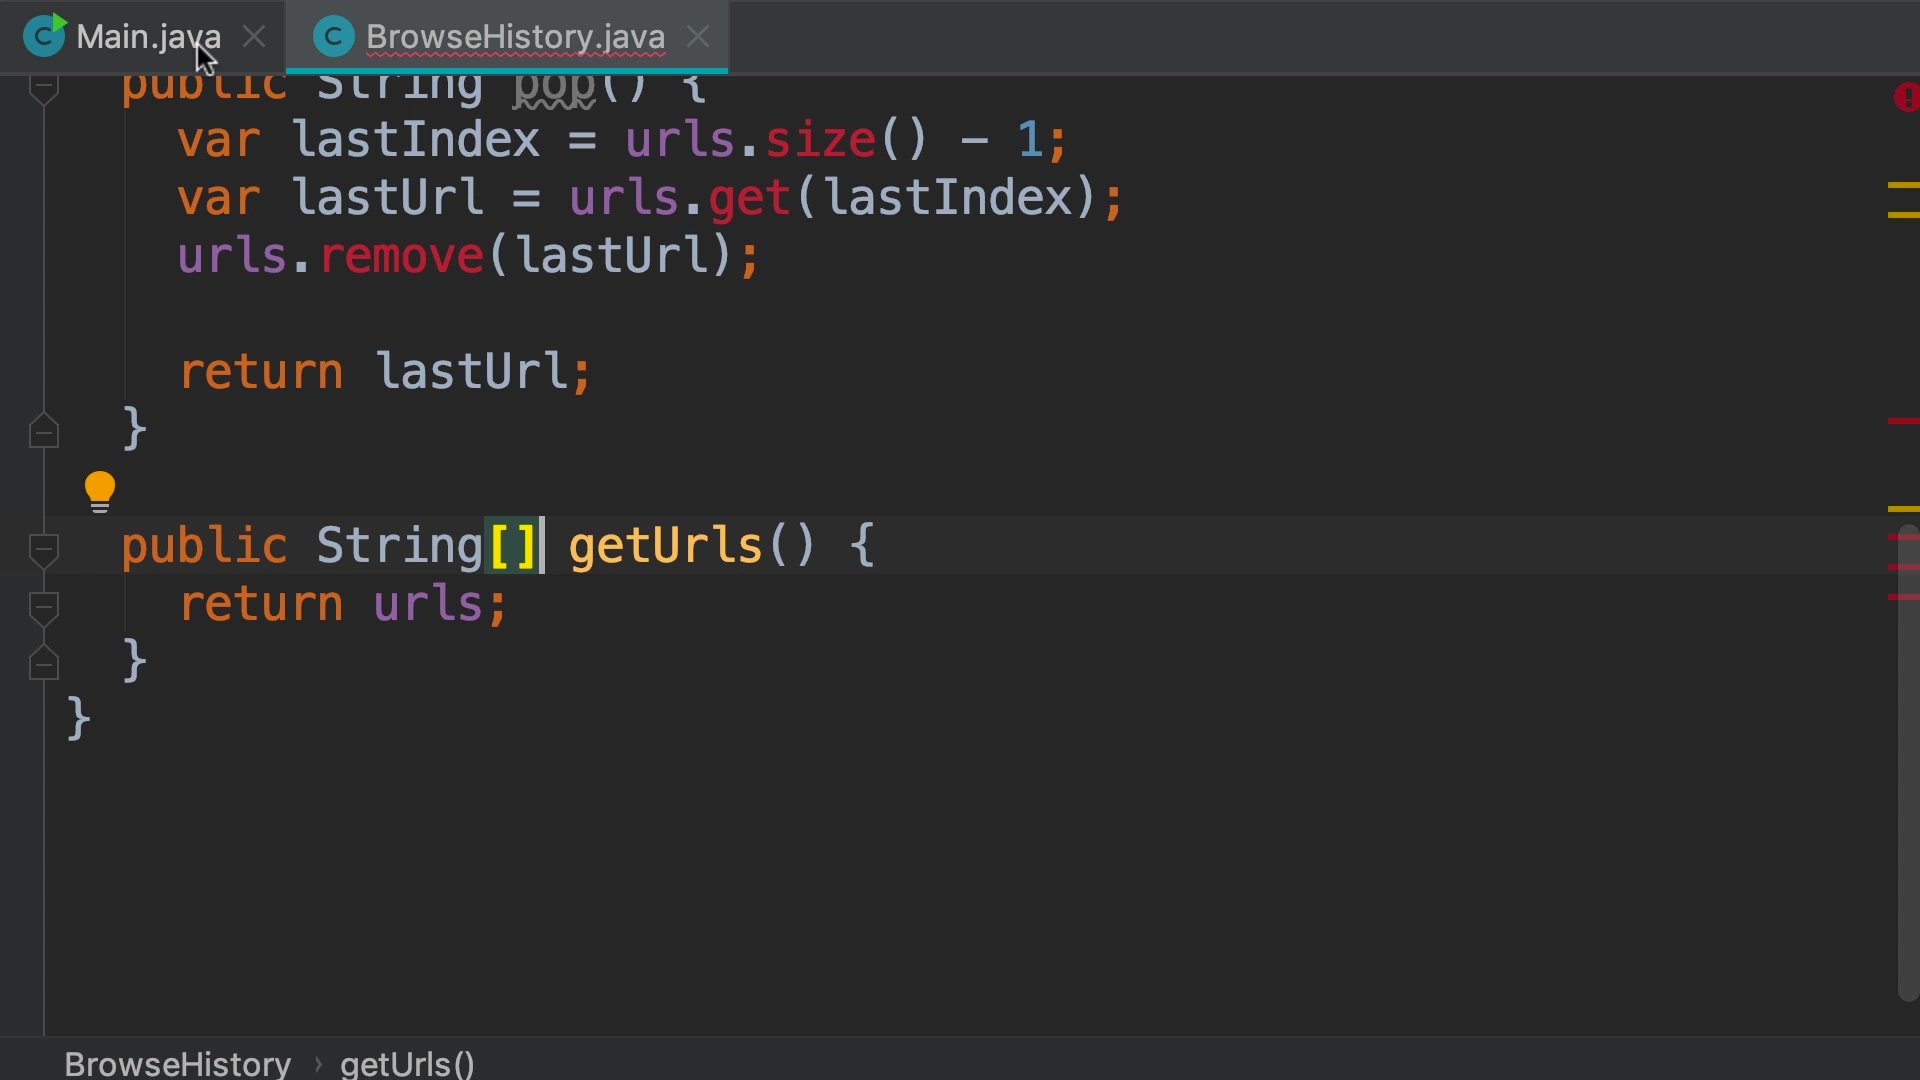 Main.java BrowseHistory.java
public String pop() {
var lastIndex = urls.size() - 1;
var lastUrl = urls.get(lastIndex);
urls.remove(lastUrl);
return lastUrl;
}
public String[] getUrls() {
return urls;
}
}
BrowseHistory › getUrls()